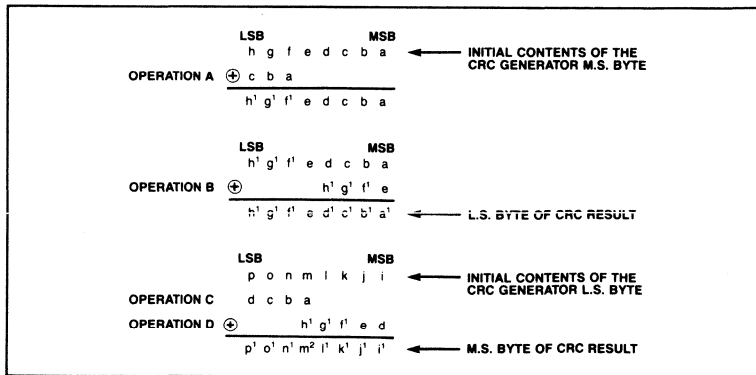 LSB MSB
h g f e d c b a INITIAL CONTENTS OF THE
CRC GENERATOR M.S. BYTE
OPERATION A ⊕ c b a
h¹ g¹ f¹ e d c b a
LSB MSB
h¹ g¹ f¹ e d c b a
OPERATION B ⊕ h¹ g¹ f¹ e
h¹ g¹ f¹ e d¹ c¹ b¹ a¹ L.S. BYTE OF CRC RESULT
LSB MSB
p o n m l k j i INITIAL CONTENTS OF THE
CRC GENERATOR L.S. BYTE
OPERATION C d c b a
OPERATION D ⊕ h¹ g¹ f¹ e d
p¹ o¹ n¹ m² l¹ k¹ j¹ i¹ M.S. BYTE OF CRC RESULT